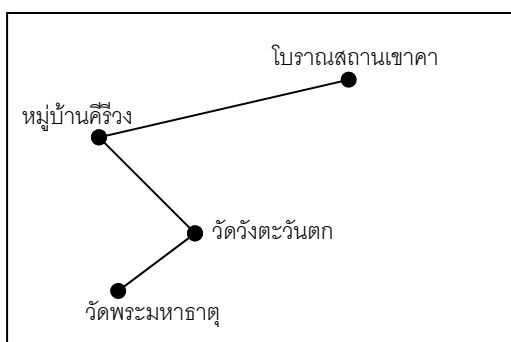 โบราณสถานเขาคา
หมู่บ้านคีรีวง
วัดวังตะวันตก
วัดพระมหาธาตุ